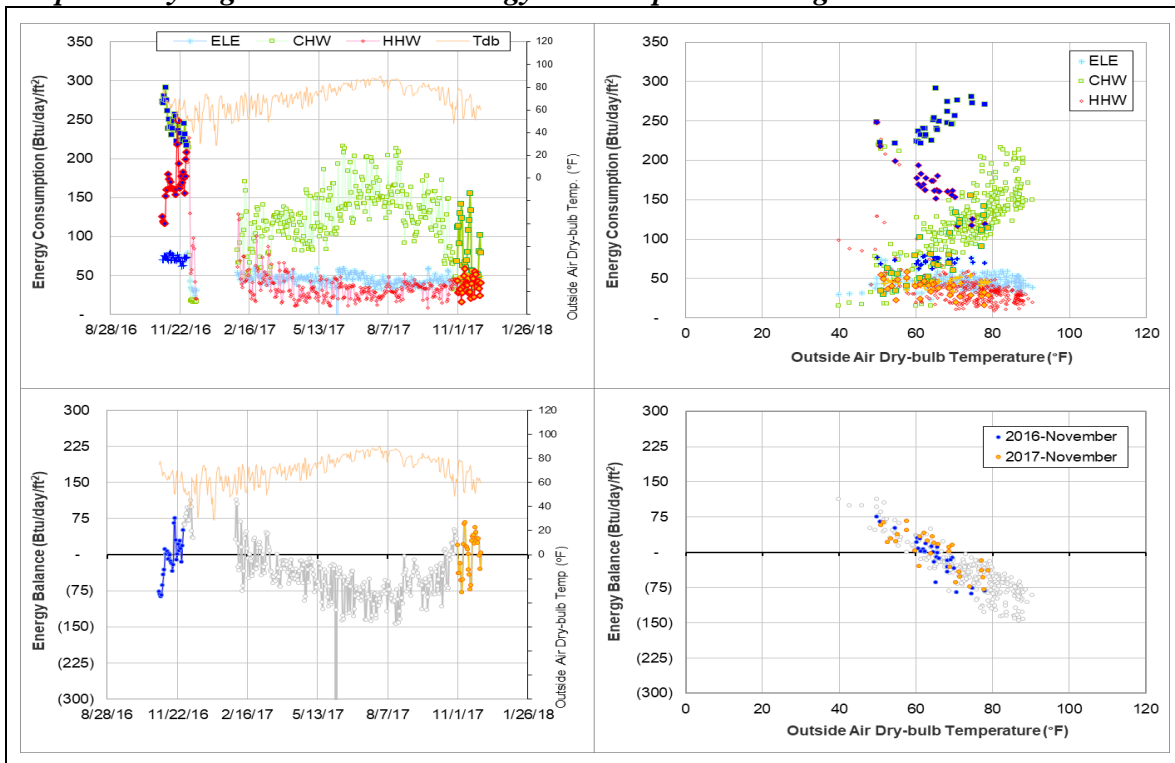 ELE CHW HHW Tdb
350
300
250
200
150
100
50
-
120
100
80
60
40
20
0
Energy Consumption (Btu/day/ft²)
Outside Air Dry-bulb Temp. (°F)
8/28/16 11/22/16 2/16/17 5/13/17 8/7/17 11/1/17 1/26/18
350
300
250
200
150
100
50
-
Energy Consumption (Btu/day/ft²)
ELE
CHW
HHW
0 20 40 60 80 100 120
Outside Air Dry-bulb Temperature (°F)
300
225
150
75
-
(75)
(150)
(225)
(300)
120
100
80
60
40
20
0
Energy Balance (Btu/day/ft²)
Outside Air Dry-bulb Temp (°F)
8/28/16 11/22/16 2/16/17 5/13/17 8/7/17 11/1/17 1/26/18
300
225
150
75
-
(75)
(150)
(225)
(300)
Energy Balance (Btu/day/ft²)
2016-November
2017-November
0 20 40 60 80 100 120
Outside Air Dry-bulb Temperature (°F)